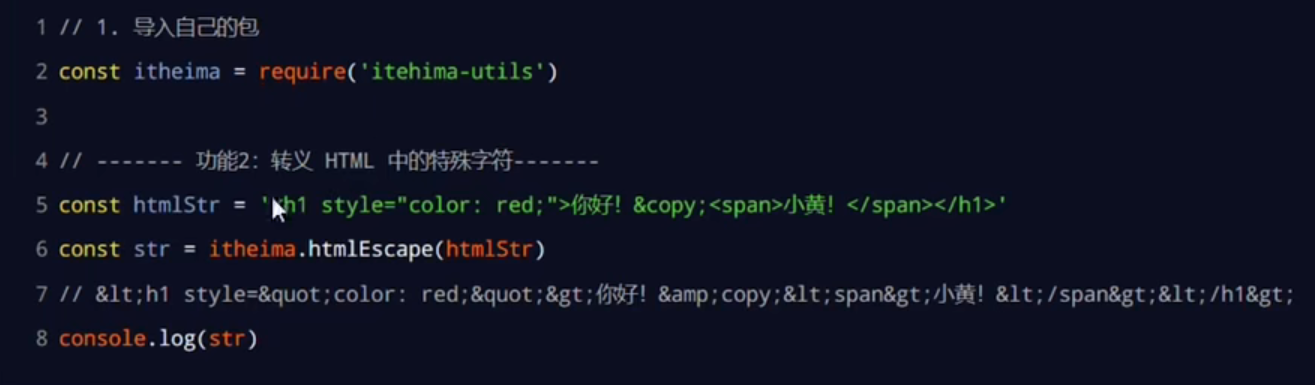 1 // 1. 导入自己的包
2 const itheima = require('itehima-utils')
3
4 // ------- 功能2：转义 HTML 中的特殊字符-------
5 const htmlStr = '<h1 style="color: red;">你好！&copy;<span>小黄！</span></h1>'
6 const str = itheima.htmlEscape(htmlStr)
7 // &lt;h1 style=&quot;color: red;&quot;&gt;你好！&amp;copy;&lt;span&gt;小黄！&lt;/span&gt;&lt;/h1&gt;
8 console.log(str)